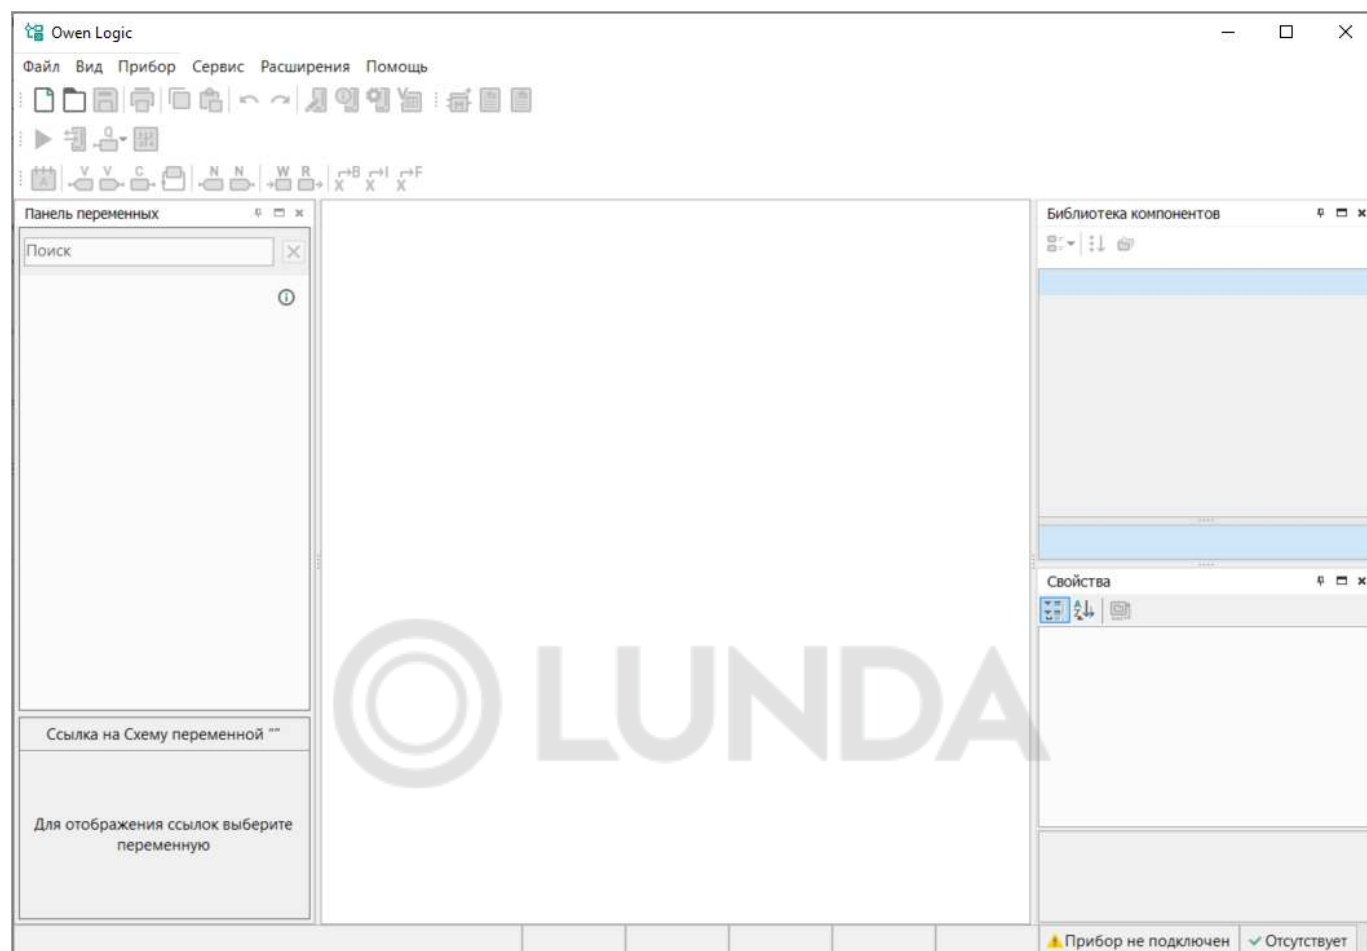 Owen Logic
Файл Вид Прибор Сервис Расширения Помощь
Q
A V V C N N W R X B X I X F
Панель переменных
Поиск
Библиотека компонентов
Свойства
LUNDA
Ссылка на Схему переменной ""
Для отображения ссылок выберите
переменную
Прибор не подключен Отсутствует